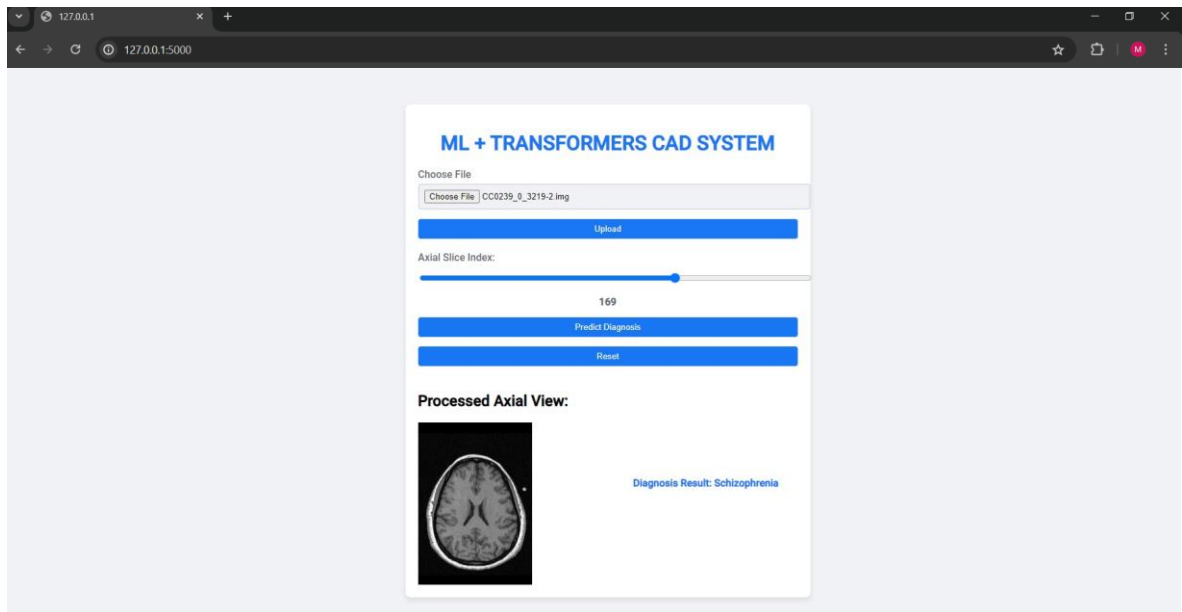 127.0.0.1
127.0.0.1:5000
M
ML + TRANSFORMERS CAD SYSTEM
Choose File
Choose File CC0239_0_3219-2.img
Upload
Axial Slice Index:
169
Predict Diagnosis
Reset
Processed Axial View:
Diagnosis Result: Schizophrenia